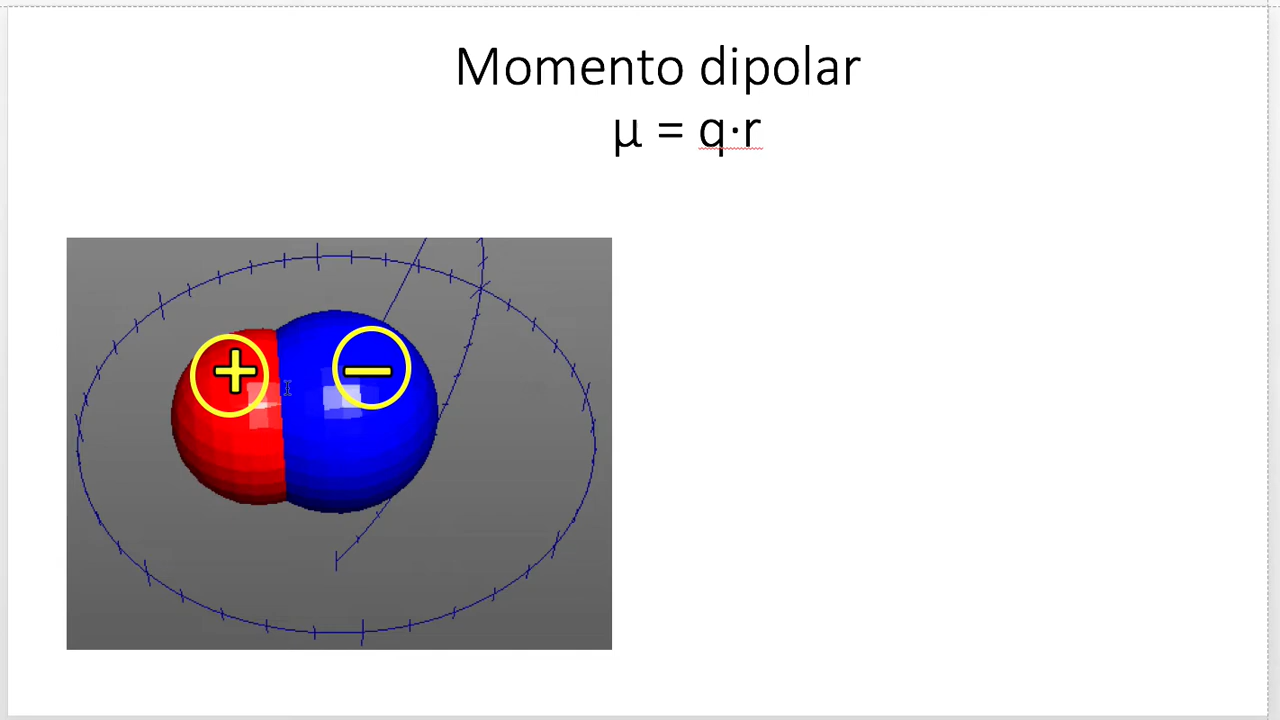 Momento dipolar
μ = q·r
+ −